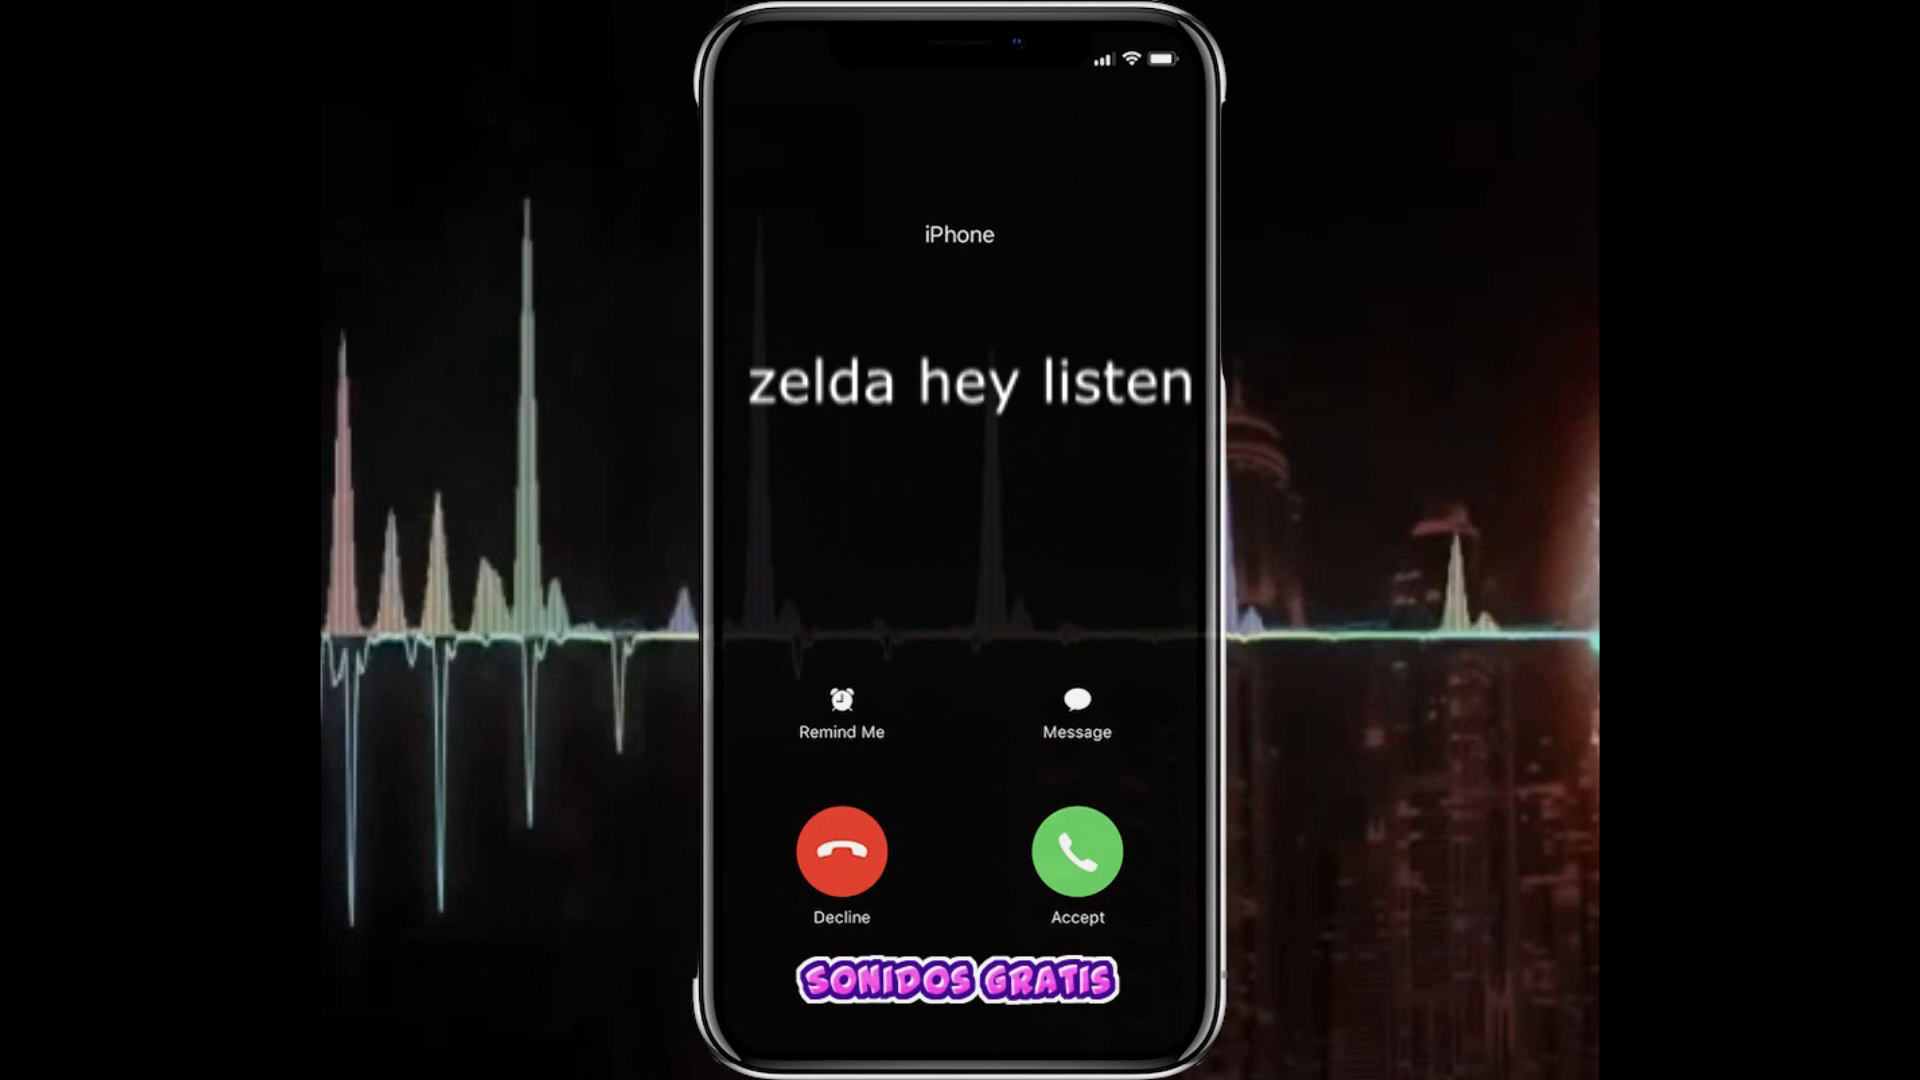 iPhone
zelda hey listen
Remind Me
Message
Decline
Accept
SONIDOS GRATIS